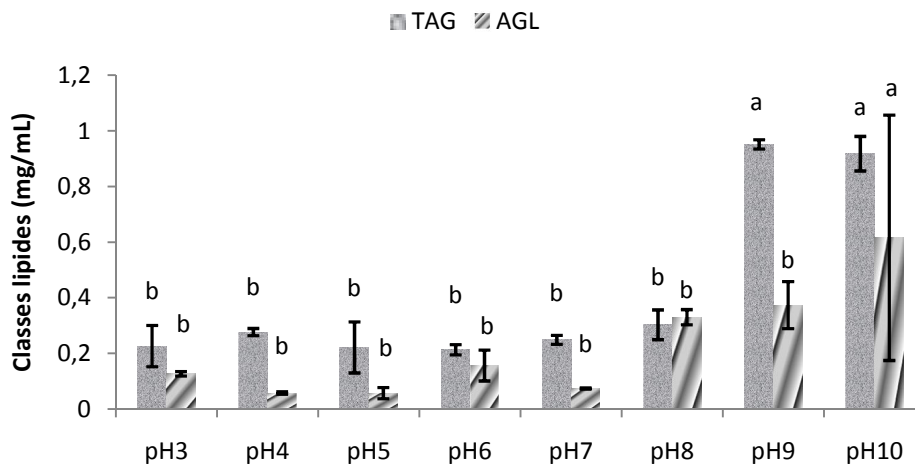 TAG AGL
Classes lipides (mg/mL)
1,2
1
0,8
0,6
0,4
0,2
0
b b b b b b b b b b b b a b a a
pH3 pH4 pH5 pH6 pH7 pH8 pH9 pH10